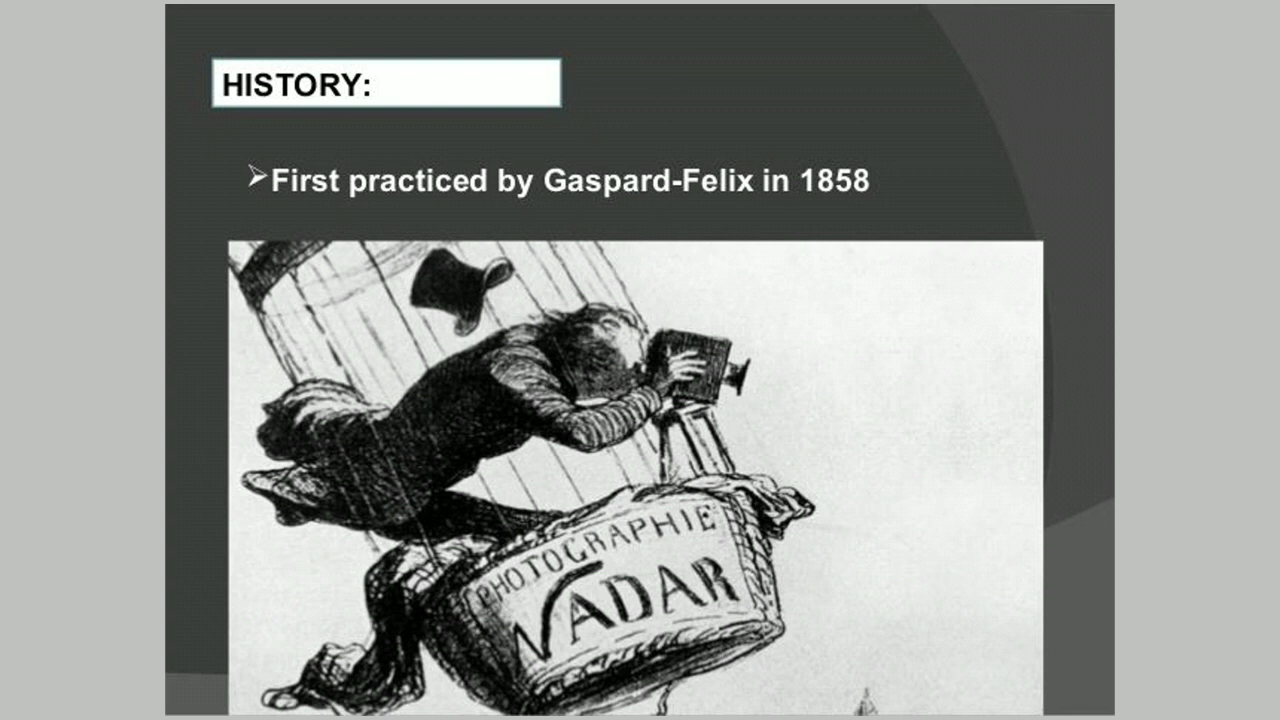 HISTORY:
➢First practiced by Gaspard-Felix in 1858
PHOTOGRAPHIE
NADAR